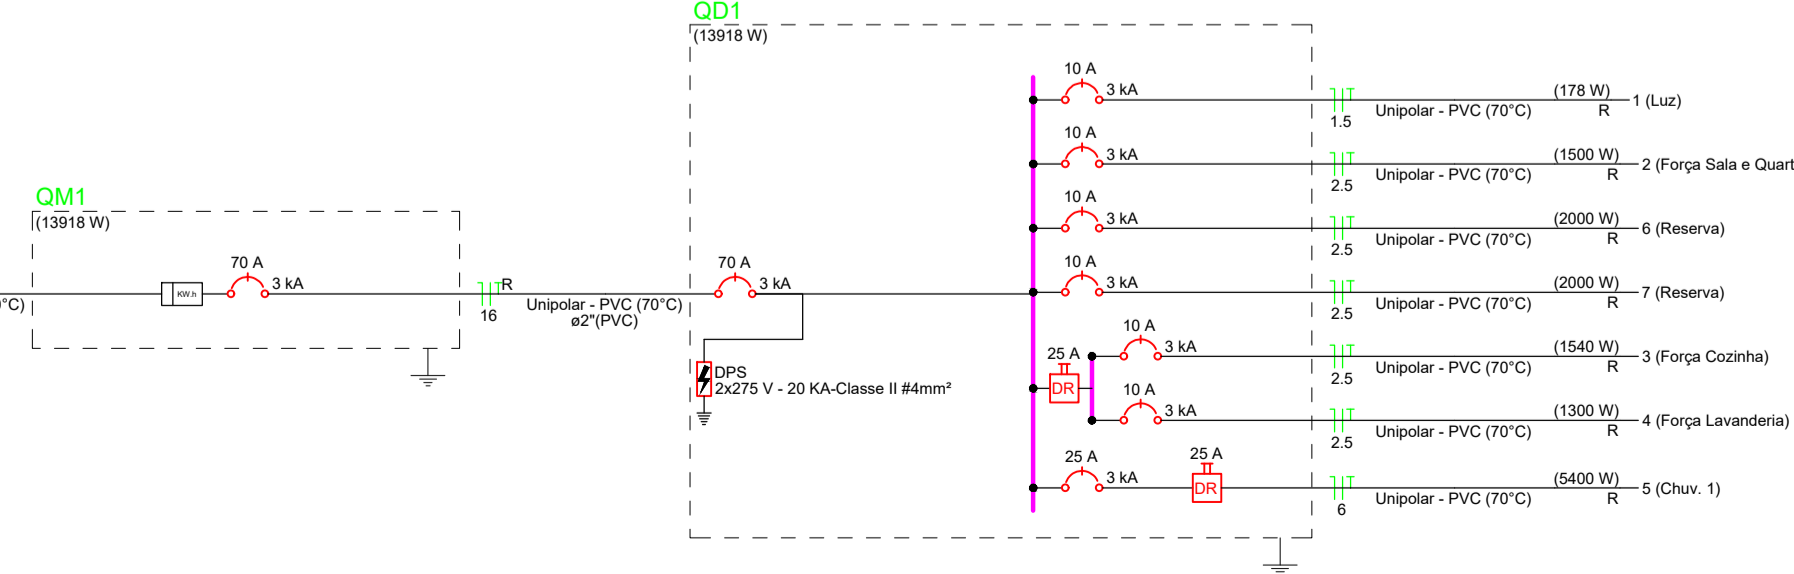 QD1
(13918 W)
10 A
3 kA
1.5
Unipolar - PVC (70°C)
(178 W)
R
1 (Luz)
10 A
3 kA
2.5
Unipolar - PVC (70°C)
(1500 W)
R
2 (Força Sala e Quart
10 A
3 kA
2.5
Unipolar - PVC (70°C)
(2000 W)
R
6 (Reserva)
10 A
3 kA
2.5
Unipolar - PVC (70°C)
(2000 W)
R
7 (Reserva)
25 A
DR
10 A
3 kA
2.5
Unipolar - PVC (70°C)
(1540 W)
R
3 (Força Cozinha)
10 A
3 kA
2.5
Unipolar - PVC (70°C)
(1300 W)
R
4 (Força Lavanderia)
25 A
3 kA
25 A
DR
6
Unipolar - PVC (70°C)
(5400 W)
R
5 (Chuv. 1)
QM1
(13918 W)
°C)
KW.h
70 A
3 kA
R
16
Unipolar - PVC (70°C)
ø2"(PVC)
70 A
3 kA
DPS
2x275 V - 20 KA-Classe II #4mm²